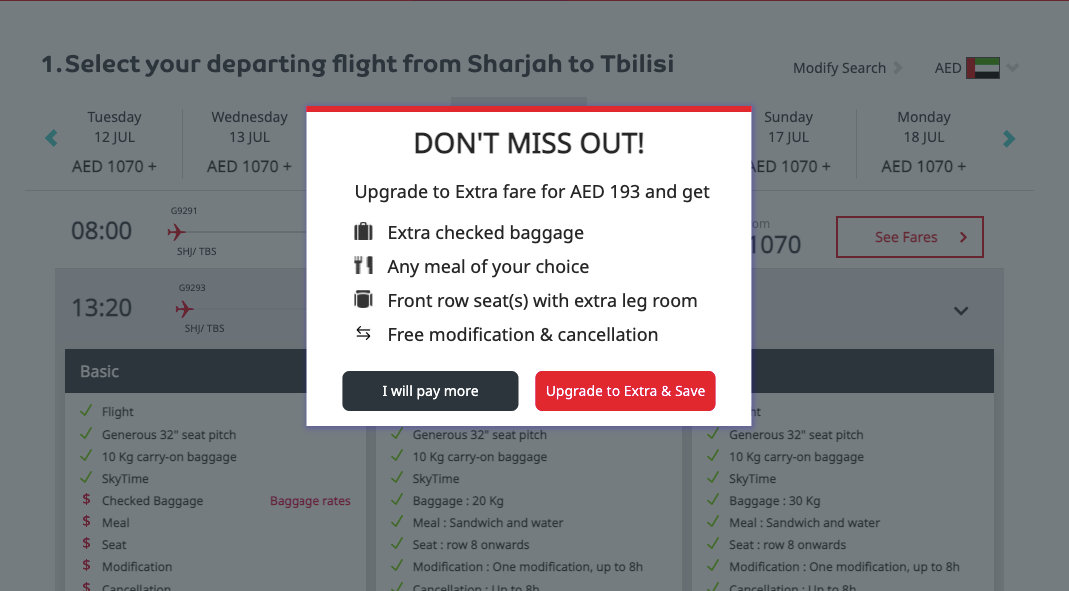 1. Select your departing flight from Sharjah to Tbilisi
Modify Search
AED
Tuesday
12 JUL
AED 1070 +
Wednesday
13 JUL
AED 1070 +
Sunday
17 JUL
AED 1070 +
Monday
18 JUL
AED 1070 +
DON'T MISS OUT!
Upgrade to Extra fare for AED 193 and get
Extra checked baggage
Any meal of your choice
Front row seat(s) with extra leg room
Free modification & cancellation
I will pay more
Upgrade to Extra & Save
08:00
G9291
SHJ/ TBS
1070
See Fares
13:20
G9293
SHJ/ TBS
Basic
Flight
Generous 32" seat pitch
10 Kg carry-on baggage
SkyTime
$ Checked Baggage Baggage rates
$ Meal
$ Seat
$ Modification
$ Cancellation
Generous 32" seat pitch
10 Kg carry-on baggage
SkyTime
Baggage : 20 Kg
Meal : Sandwich and water
Seat : row 8 onwards
Modification : One modification, up to 8h
Cancellation : Up to 8h
Generous 32" seat pitch
10 Kg carry-on baggage
SkyTime
Baggage : 30 Kg
Meal : Sandwich and water
Seat : row 8 onwards
Modification : One modification, up to 8h
Cancellation : Up to 8h